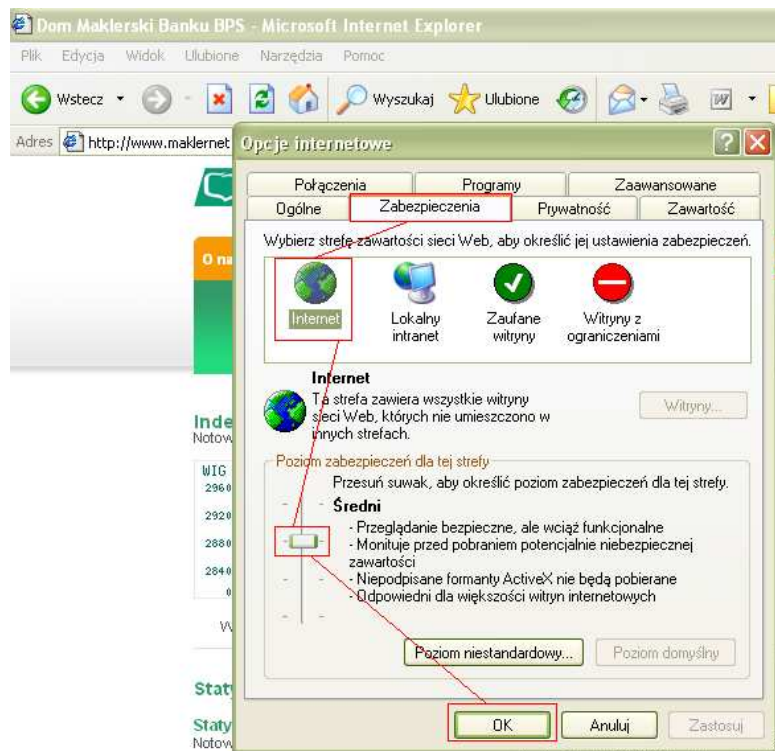 Dom Maklerski Banku BPS - Microsoft Internet Explorer
Plik Edycja Widok Ulubione Narzędzia Pomoc
Wstecz Wyszukaj Ulubione
Adres http://www.maklernet
Opcje internetowe
Połączenia Programy Zaawansowane
Ogólne Zabezpieczenia Prywatność Zawartość
Wybierz strefę zawartości sieci Web, aby określić jej ustawienia zabezpieczeń.
O na
Internet Lokalny intranet Zaufane witryny Witryny z ograniczeniami
Internet
Ta strefa zawiera wszystkie witryny
sieci Web, których nie umieszczono w
innych strefach.
Witryny...
Inde
Notow
WIG
2960
2920
2880
2840
0
W
Poziom zabezpieczeń dla tej strefy
Przesuń suwak, aby określić poziom zabezpieczeń dla tej strefy.
Średni
- Przeglądanie bezpieczne, ale wciąż funkcjonalne
- Monituje przed pobraniem potencjalnie niebezpiecznej
zawartości
- Niepodpisane formanty ActiveX nie będą pobierane
- Odpowiedni dla większości witryn internetowych
Poziom niestandardowy... Poziom domyślny
Staty
Staty
Notow
OK Anuluj Zastosuj